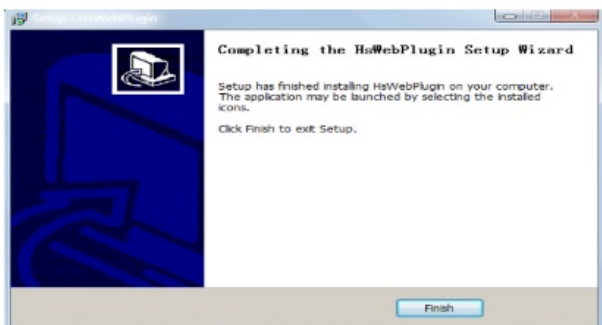 Setup - HsWebPlugin
Completing the HsWebPlugin Setup Wizard
Setup has finished installing HsWebPlugin on your computer.
The application may be launched by selecting the installed
icons.
Click Finish to exit Setup.
Finish